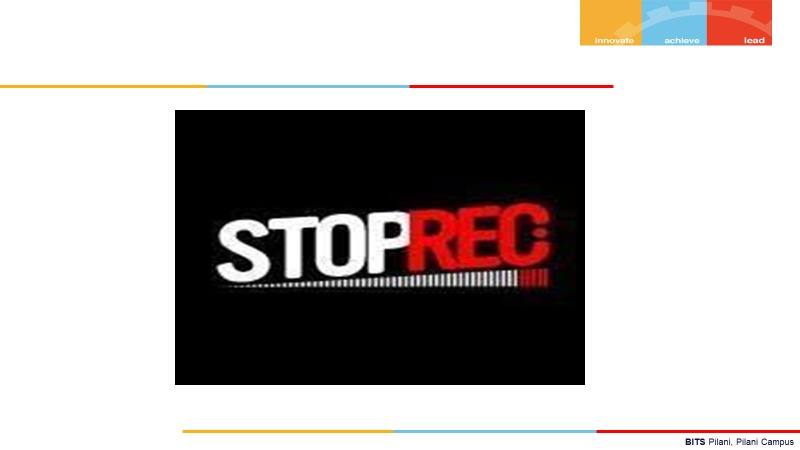 innovate achieve lead
STOPREC
BITS Pilani, Pilani Campus